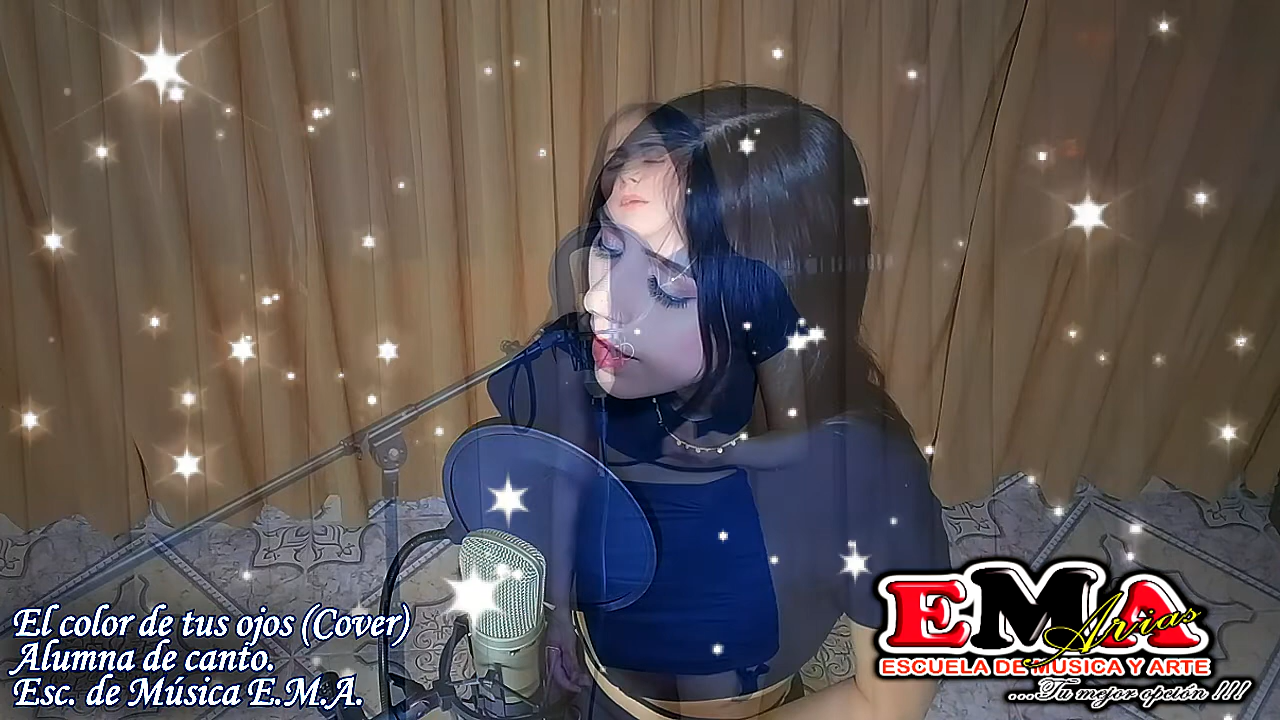 El color de tus ojos (Cover)
Alumna de canto.
Esc. de Música E.M.A.
EMA
Arias
ESCUELA DE MUSICA Y ARTE
...Tu mejor opción !!!